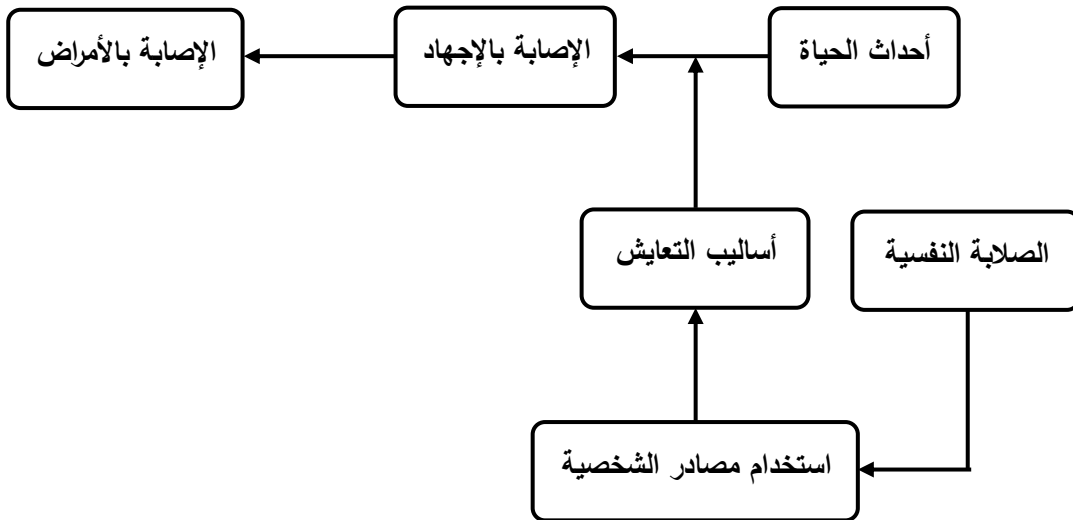 أحداث الحياة
الإصابة بالإجهاد
الإصابة بالأمراض
الصلابة النفسية
أساليب التعايش
استخدام مصادر الشخصية